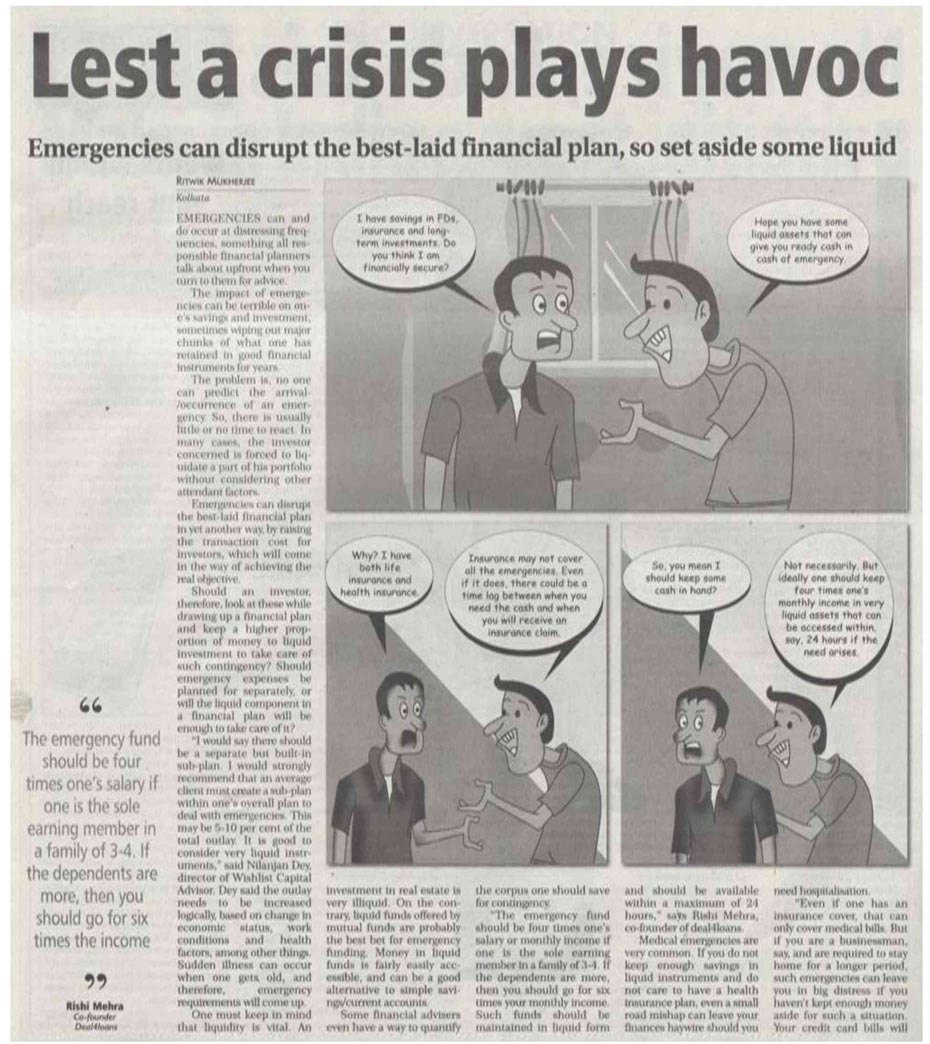 Lest a crisis plays havoc
Emergencies can disrupt the best-laid financial plan, so set aside some liquid
RITWIK MUKHERJEE
Kolkata
EMERGENCIES can and
do occur at distressing freq-
uencies, something all res-
ponsible financial planners
talk about upfront when you
turn to them for advice.
The impact of emerge-
ncies can be terrible on on-
e's savings and investment,
sometimes wiping out major
chunks of what one has
retained in good financial
instruments for years.
The problem is, no one
can predict the arrival-
/occurrence of an emer-
gency. So, there is usually
little or no time to react. In
many cases, the investor
concerned is forced to liq-
uidate a part of his portfolio
without considering other
attendant factors.
Emergencies can disrupt
the best-laid financial plan
in yet another way, by raising
the transaction cost for
investors, which will come
in the way of achieving the
real objective.
Should an investor,
therefore, look at these while
drawing up a financial plan
and keep a higher prop-
ortion of money to liquid
investment to take care of
such contingency? Should
emergency expenses be
planned for separately, or
will the liquid component in
a financial plan will be
enough to take care of it?
"I would say there should
be a separate but built-in
sub-plan. I would strongly
recommend that an average
client must create a sub-plan
within one's overall plan to
deal with emergencies. This
may be 5-10 per cent of the
total outlay. It is good to
consider very liquid instr-
uments," said Nilanjan Dey,
director of Wishlist Capital
Advisor. Dey said the outlay
needs to be increased
logically, based on change in
economic status, work
conditions and health
factors, among other things.
Sudden illness can occur
when one gets old, and
therefore, emergency
requirements will come up.
One must keep in mind
that liquidity is vital. An
I have savings in FDs,
insurance and long-
term investments. Do
you think I am
financially secure?
Hope you have some
liquid assets that can
give you ready cash in
cash of emergency.
Why? I have
both life
insurance and
health insurance.
Insurance may not cover
all the emergencies. Even
if it does, there could be a
time lag between when you
need the cash and when
you will receive an
insurance claim.
So, you mean I
should keep some
cash in hand?
Not necessarily. But
ideally one should keep
four times one's
monthly income in very
liquid assets that can
be accessed within,
say, 24 hours if the
need arises.
“
The emergency fund
should be four
times one's salary if
one is the sole
earning member in
a family of 3-4. If
the dependents are
more, then you
should go for six
times the income
”
Rishi Mehra
Co-founder
Deal4loans
investment in real estate is
very illiquid. On the con-
trary, liquid funds offered by
mutual funds are probably
the best bet for emergency
funding. Money in liquid
funds is fairly easily acc-
essible, and can be a good
alternative to simple savi-
ngs/current accounts.
Some financial advisers
even have a way to quantify
the corpus one should save
for contingency.
"The emergency fund
should be four times one's
salary or monthly income if
one is the sole earning
member in a family of 3-4. If
the dependents are more,
then you should go for six
times your monthly income.
Such funds should be
maintained in liquid form
and should be available
within a maximum of 24
hours," says Rishi Mehra,
co-founder of deal4loans.
Medical emergencies are
very common. If you do not
keep enough savings in
liquid instruments and do
not care to have a health
insurance plan, even a small
road mishap can leave your
finances haywire should you
need hospitalisation.
"Even if one has an
insurance cover, that can
only cover medical bills. But
if you are a businessman,
say, and are required to stay
home for a longer period,
such emergencies can leave
you in big distress if you
haven't kept enough money
aside for such a situation.
Your credit card bills will